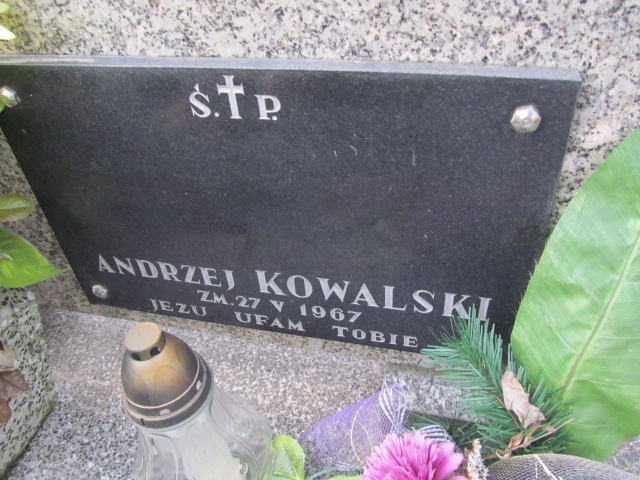 Ś. † P.
ANDRZEJ KOWALSKI
ZM. 27 V 1967
JEZU UFAM TOBIE